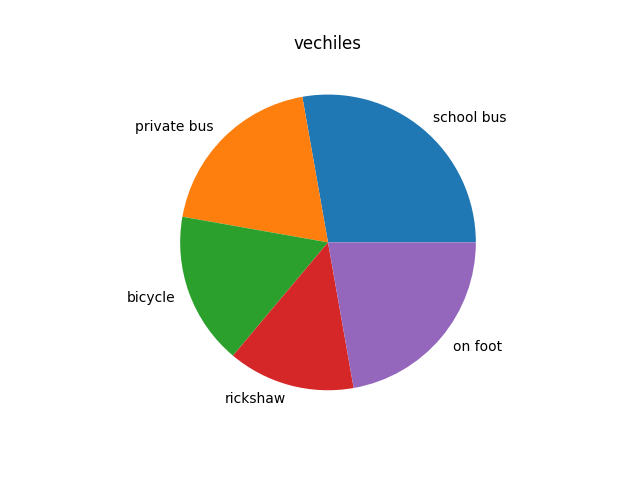 vechiles
school bus
private bus
bicycle
rickshaw
on foot